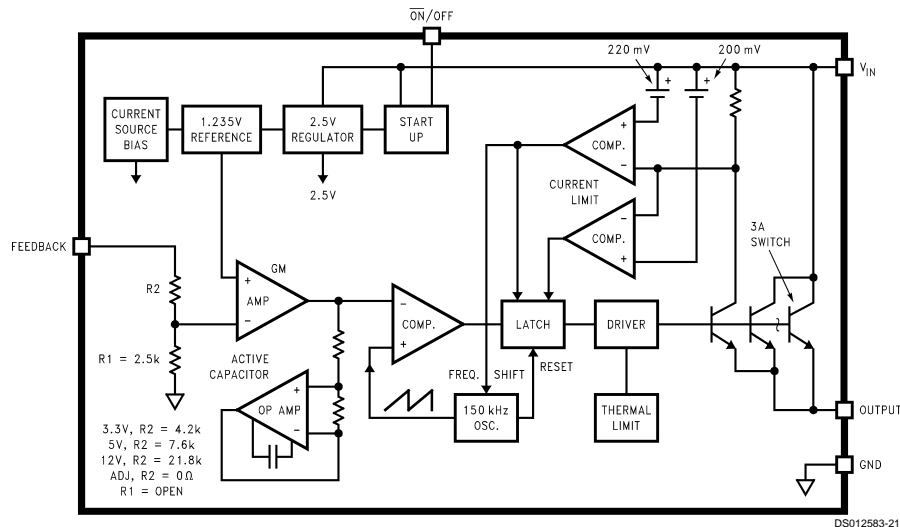 ON/OFF
220 mV
200 mV
+
+
VIN
CURRENT
SOURCE
BIAS
1.235V
REFERENCE
2.5V
REGULATOR
START
UP
2.5V
+
COMP.
−
CURRENT
LIMIT
−
COMP.
+
3A
SWITCH
FEEDBACK
R2
R1 = 2.5k
GM
+
AMP
−
−
COMP.
+
LATCH
DRIVER
RESET
FREQ. SHIFT
150 kHz
OSC.
THERMAL
LIMIT
ACTIVE
CAPACITOR
+
OP AMP
−
3.3V, R2 = 4.2k
5V, R2 = 7.6k
12V, R2 = 21.8k
ADJ, R2 = 0Ω
R1 = OPEN
OUTPUT
GND
DS012583-21